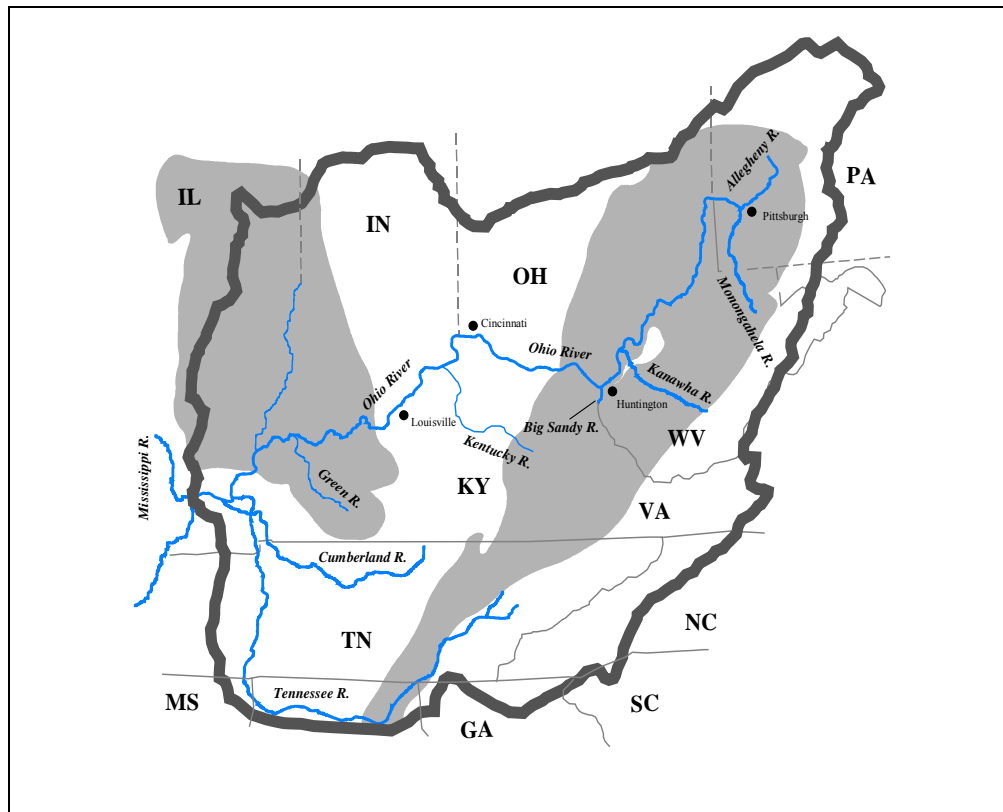 Allegheny R.
PA
IL
Pittsburgh
IN
OH
Monongahela R.
Cincinnati
Ohio River
Ohio River
Kanawha R.
Huntington
Louisville
Big Sandy R.
WV
Kentucky R.
Mississippi R.
Green R.
KY
VA
Cumberland R.
NC
TN
Tennessee R.
MS
SC
GA